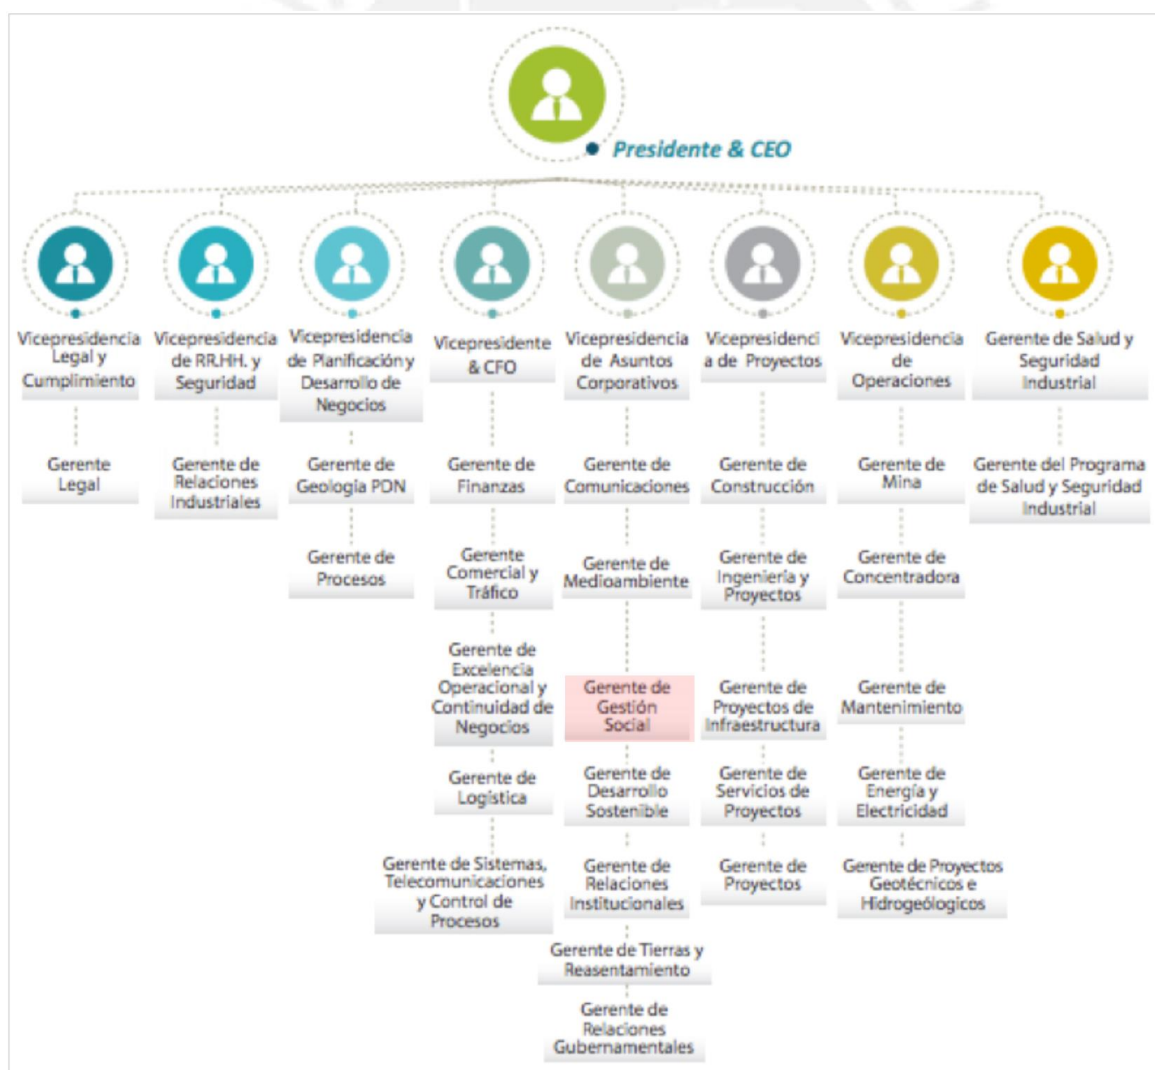 Presidente & CEO
Vicepresidencia
Legal y
Cumplimiento
Gerente
Legal
Vicepresidencia
de RR.HH. y
Seguridad
Gerente de
Relaciones
Industriales
Vicepresidencia
de Planificación y
Desarrollo de
Negocios
Gerente de
Geología PDN
Gerente de
Procesos
Vicepresidente
& CFO
Gerente de
Finanzas
Gerente
Comercial y
Tráfico
Gerente de
Excelencia
Operacional y
Continuidad de
Negocios
Gerente de
Logística
Gerente de Sistemas,
Telecomunicaciones
y Control de
Procesos
Vicepresidencia
de Asuntos
Corporativos
Gerente de
Comunicaciones
Gerente de
Medioambiente
Gerente de
Gestión
Social
Gerente de
Desarrollo
Sostenible
Gerente de
Relaciones
Institucionales
Gerente de Tierras y
Reasentamiento
Gerente de
Relaciones
Gubernamentales
Vicepresidenci
a de Proyectos
Gerente de
Construcción
Gerente de
Ingeniería y
Proyectos
Gerente de
Proyectos de
Infraestructura
Gerente de
Servicios de
Proyectos
Gerente de
Proyectos
Vicepresidencia
de
Operaciones
Gerente de
Mina
Gerente de
Concentradora
Gerente de
Mantenimiento
Gerente de
Energía y
Electricidad
Gerente de Proyectos
Geotécnicos e
Hidrogeólogicos
Gerente de Salud y
Seguridad
Industrial
Gerente del Programa
de Salud y Seguridad
Industrial